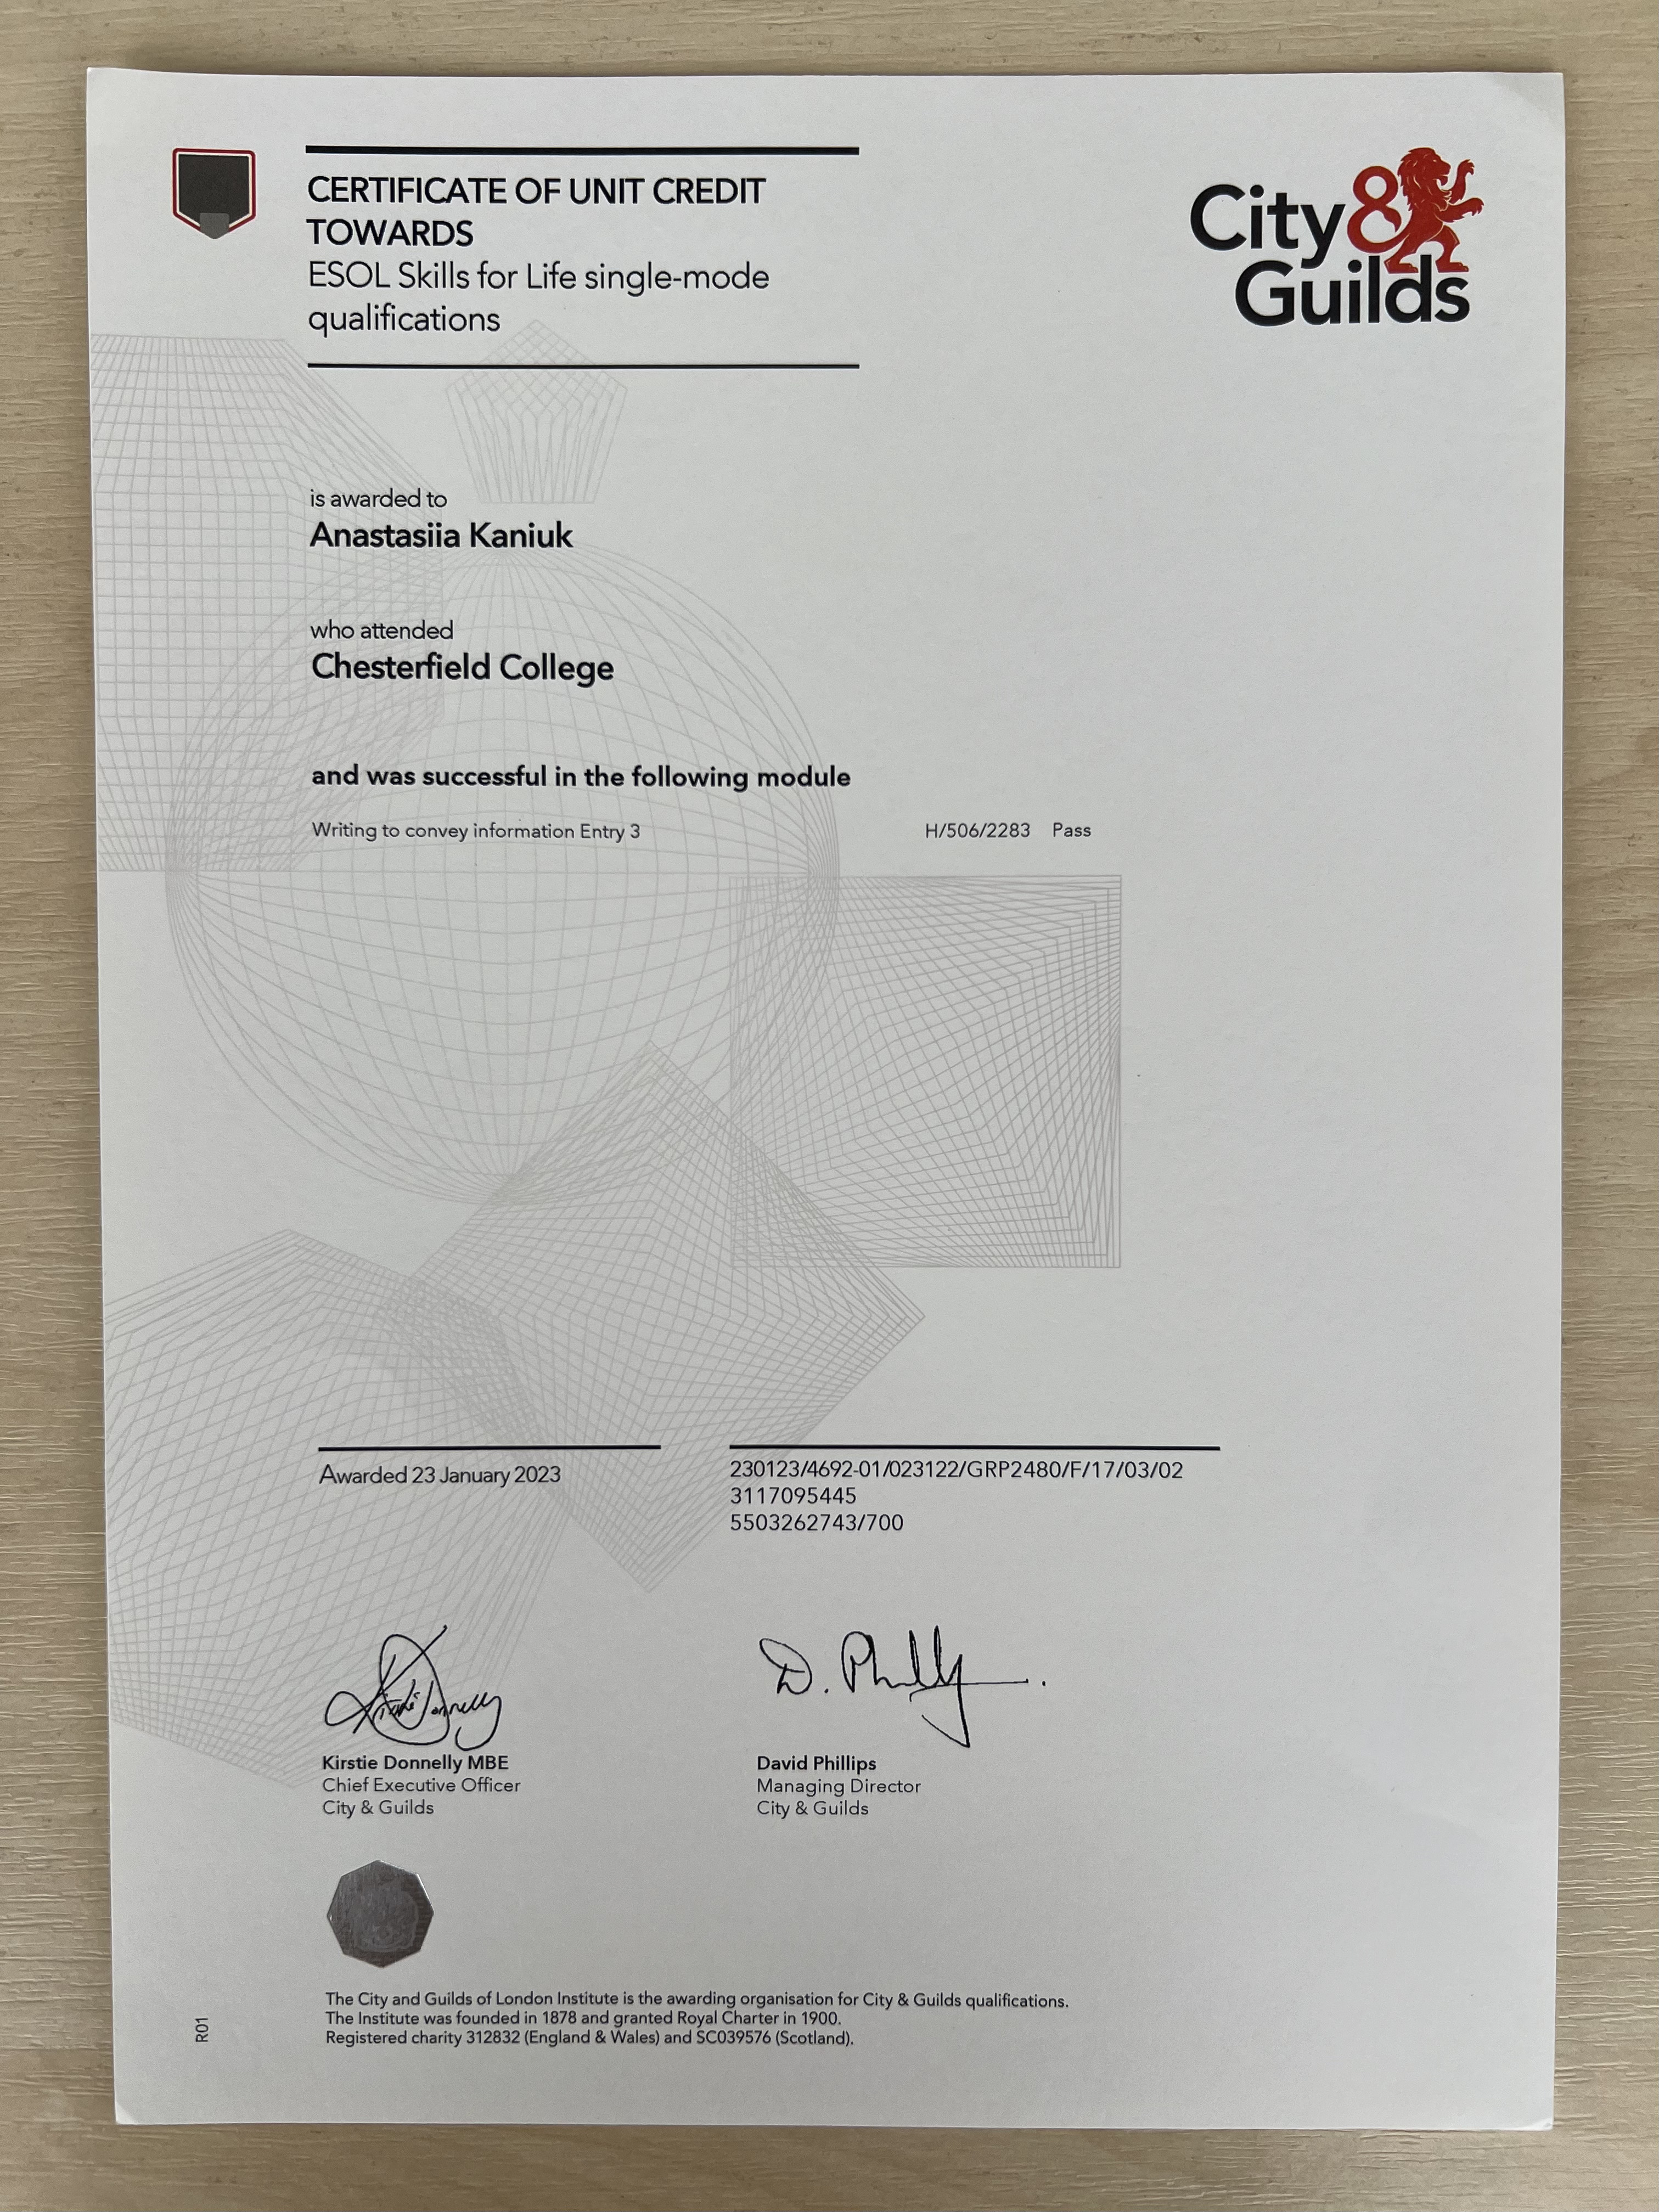 CERTIFICATE OF UNIT CREDIT
TOWARDS
ESOL Skills for Life single-mode
qualifications
City&
Guilds
is awarded to
Anastasiia Kaniuk
who attended
Chesterfield College
and was successful in the following module
Writing to convey information Entry 3 H/506/2283 Pass
Awarded 23 January 2023
230123/4692-01/023122/GRP2480/F/17/03/02
3117095445
5503262743/700
Kirstie Donnelly
D. Phillips
Kirstie Donnelly MBE
Chief Executive Officer
City & Guilds
David Phillips
Managing Director
City & Guilds
The City and Guilds of London Institute is the awarding organisation for City & Guilds qualifications.
The Institute was founded in 1878 and granted Royal Charter in 1900.
Registered charity 312832 (England & Wales) and SC039576 (Scotland).
R01